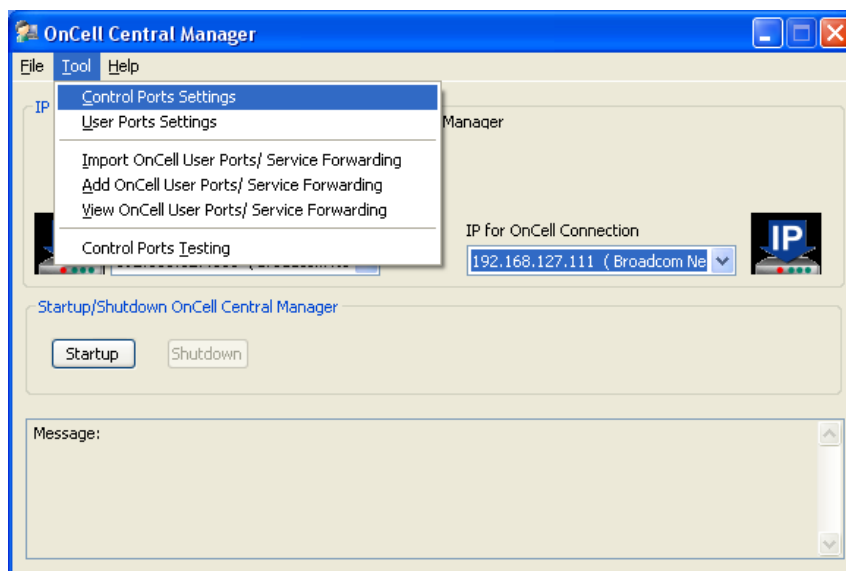 OnCell Central Manager
File Tool Help
Control Ports Settings
IP
User Ports Settings
Manager
Import OnCell User Ports/ Service Forwarding
Add OnCell User Ports/ Service Forwarding
View OnCell User Ports/ Service Forwarding
Control Ports Testing
IP for OnCell Connection
IP
192.168.127.111 ( Broadcom Ne
Startup/Shutdown OnCell Central Manager
Startup Shutdown
Message: